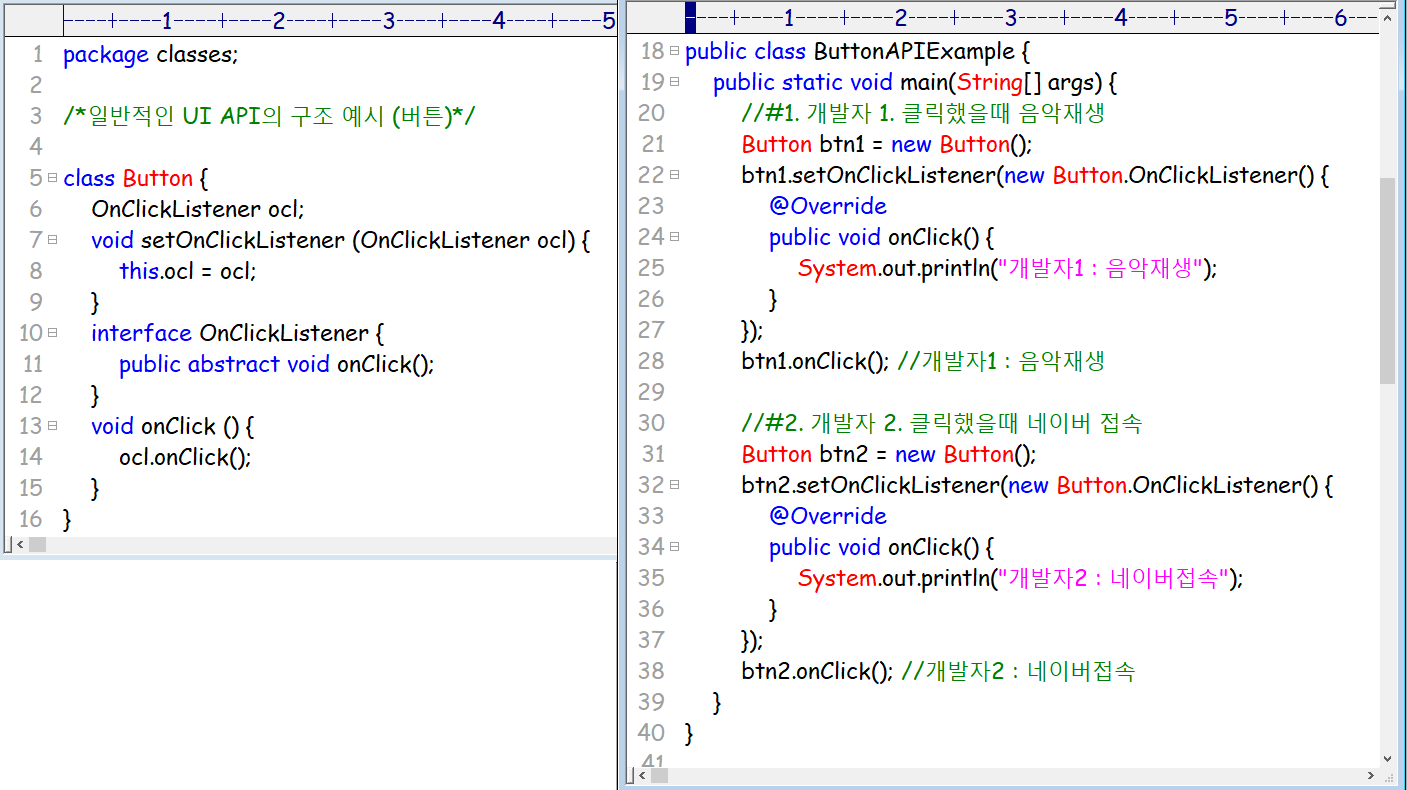 ----+----1----+----2----+----3----+----4----+----5
1 package classes;
2
3 /*일반적인 UI API의 구조 예시 (버튼)*/
4
5 class Button {
6 OnClickListener ocl;
7 void setOnClickListener (OnClickListener ocl) {
8 this.ocl = ocl;
9 }
10 interface OnClickListener {
11 public abstract void onClick();
12 }
13 void onClick () {
14 ocl.onClick();
15 }
16 }
----+----1----+----2----+----3----+----4----+----5----+----6----
18 public class ButtonAPIExample {
19 public static void main(String[] args) {
20 //#1. 개발자 1. 클릭했을때 음악재생
21 Button btn1 = new Button();
22 btn1.setOnClickListener(new Button.OnClickListener() {
23 @Override
24 public void onClick() {
25 System.out.println("개발자1 : 음악재생");
26 }
27 });
28 btn1.onClick(); //개발자1 : 음악재생
29
30 //#2. 개발자 2. 클릭했을때 네이버 접속
31 Button btn2 = new Button();
32 btn2.setOnClickListener(new Button.OnClickListener() {
33 @Override
34 public void onClick() {
35 System.out.println("개발자2 : 네이버접속");
36 }
37 });
38 btn2.onClick(); //개발자2 : 네이버접속
39 }
40 }
41